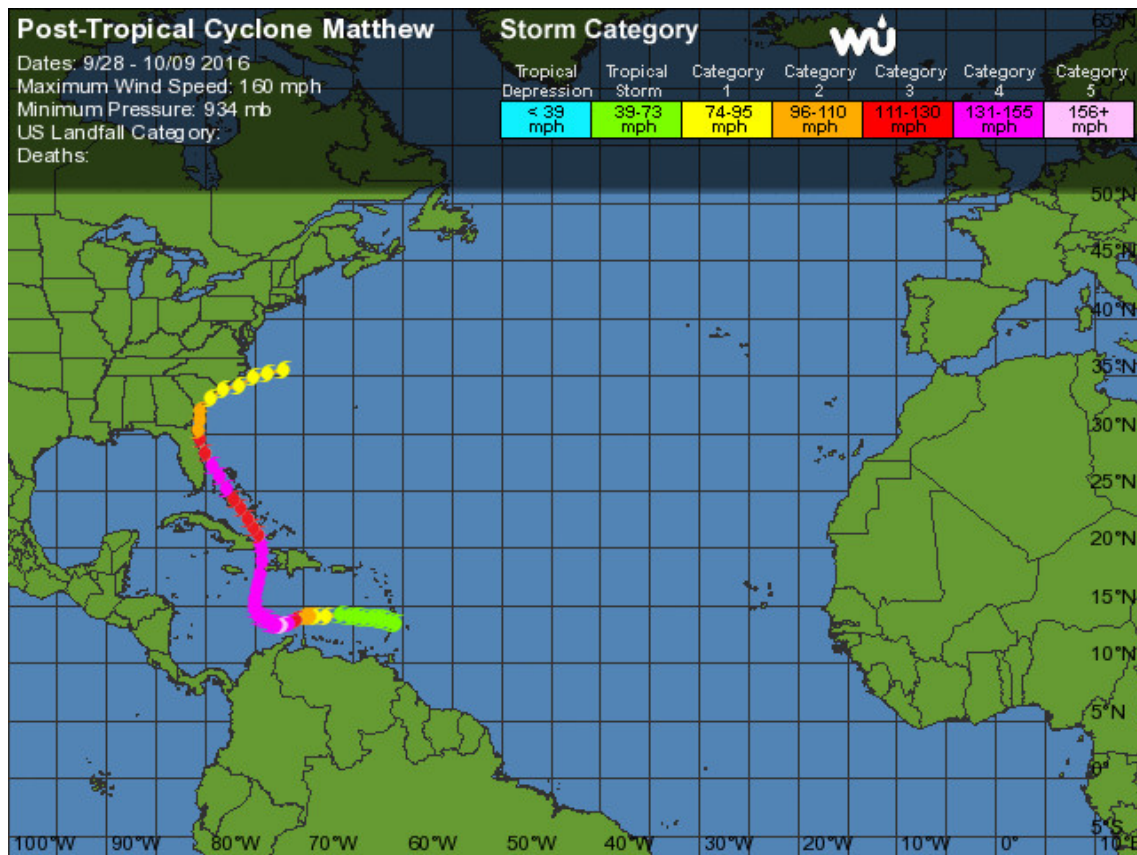 Post-Tropical Cyclone Matthew
Dates: 9/28 - 10/09 2016
Maximum Wind Speed: 160 mph
Minimum Pressure: 934 mb
US Landfall Category:
Deaths:
Storm Category
wu
Tropical Depression
< 39 mph
Tropical Storm
39-73 mph
Category 1
74-95 mph
Category 2
96-110 mph
Category 3
111-130 mph
Category 4
131-155 mph
Category 5
156+ mph
65°N
50°N
45°N
40°N
35°N
30°N
25°N
20°N
15°N
10°N
5°N
0°
5°S
100°W 90°W 80°W 70°W 60°W 50°W 40°W 30°W 20°W 10°W 0° 10°E